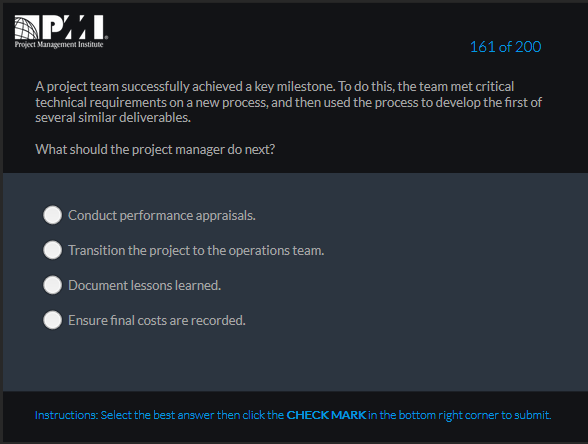 PMI
Project Management Institute
161 of 200
A project team successfully achieved a key milestone. To do this, the team met critical
technical requirements on a new process, and then used the process to develop the first of
several similar deliverables.
What should the project manager do next?
Conduct performance appraisals.
Transition the project to the operations team.
Document lessons learned.
Ensure final costs are recorded.
Instructions: Select the best answer then click the CHECK MARK in the bottom right corner to submit.